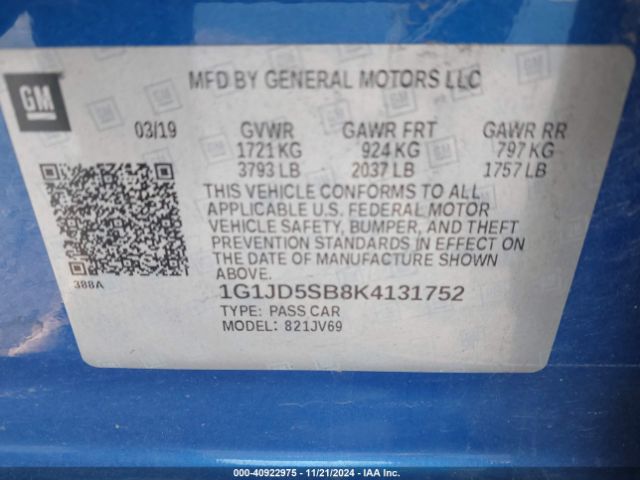 GM
MFD BY GENERAL MOTORS LLC
03/19 GVWR GAWR FRT GAWR RR
1721 KG 924 KG 797 KG
3793 LB 2037 LB 1757 LB
THIS VEHICLE CONFORMS TO ALL
APPLICABLE U.S. FEDERAL MOTOR
VEHICLE SAFETY, BUMPER, AND THEFT
PREVENTION STANDARDS IN EFFECT ON
THE DATE OF MANUFACTURE SHOWN
ABOVE.
388A
1G1JD5SB8K4131752
TYPE: PASS CAR
MODEL: 821JV69
000-40922975 - 11/21/2024 - IAA Inc.